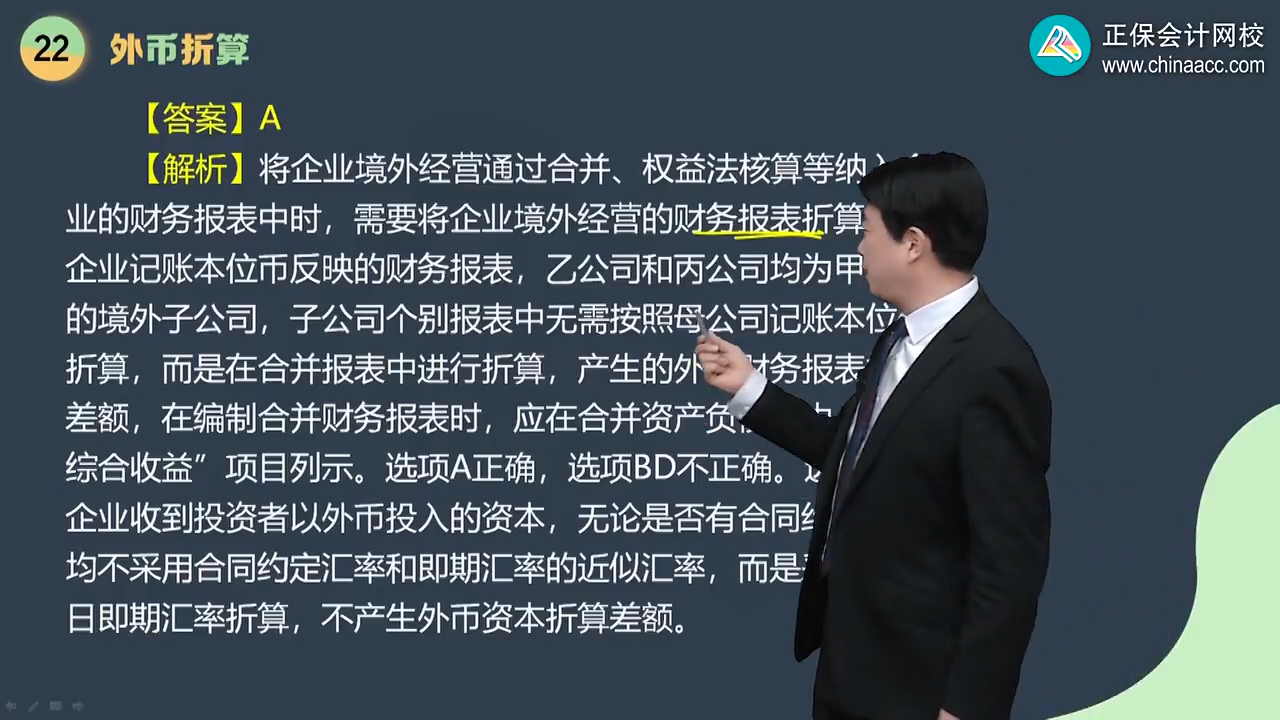 22 外币折算
正保会计网校
www.chinaacc.com
【答案】A
【解析】将企业境外经营通过合并、权益法核算等纳
业的财务报表中时，需要将企业境外经营的财务报表折算
企业记账本位币反映的财务报表，乙公司和丙公司均为甲
的境外子公司，子公司个别报表中无需按照母公司记账本位
折算，而是在合并报表中进行折算，产生的外 财务报表
差额，在编制合并财务报表时，应在合并资产负
综合收益”项目列示。选项A正确，选项BD不正确。
企业收到投资者以外币投入的资本，无论是否有合同
均不采用合同约定汇率和即期汇率的近似汇率，而是
日即期汇率折算，不产生外币资本折算差额。